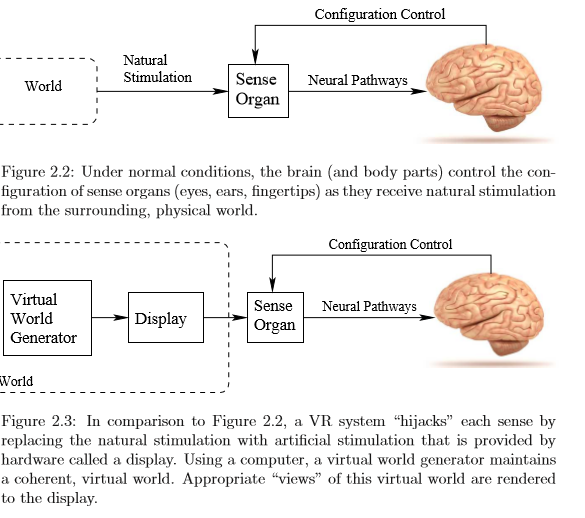 Configuration Control
Natural
Stimulation
World
Sense
Organ
Neural Pathways
Figure 2.2: Under normal conditions, the brain (and body parts) control the con-
figuration of sense organs (eyes, ears, fingertips) as they receive natural stimulation
from the surrounding, physical world.
Configuration Control
Virtual
World
Generator
Display
Sense
Organ
Neural Pathways
World
Figure 2.3: In comparison to Figure 2.2, a VR system “hijacks” each sense by
replacing the natural stimulation with artificial stimulation that is provided by
hardware called a display. Using a computer, a virtual world generator maintains
a coherent, virtual world. Appropriate “views” of this virtual world are rendered
to the display.